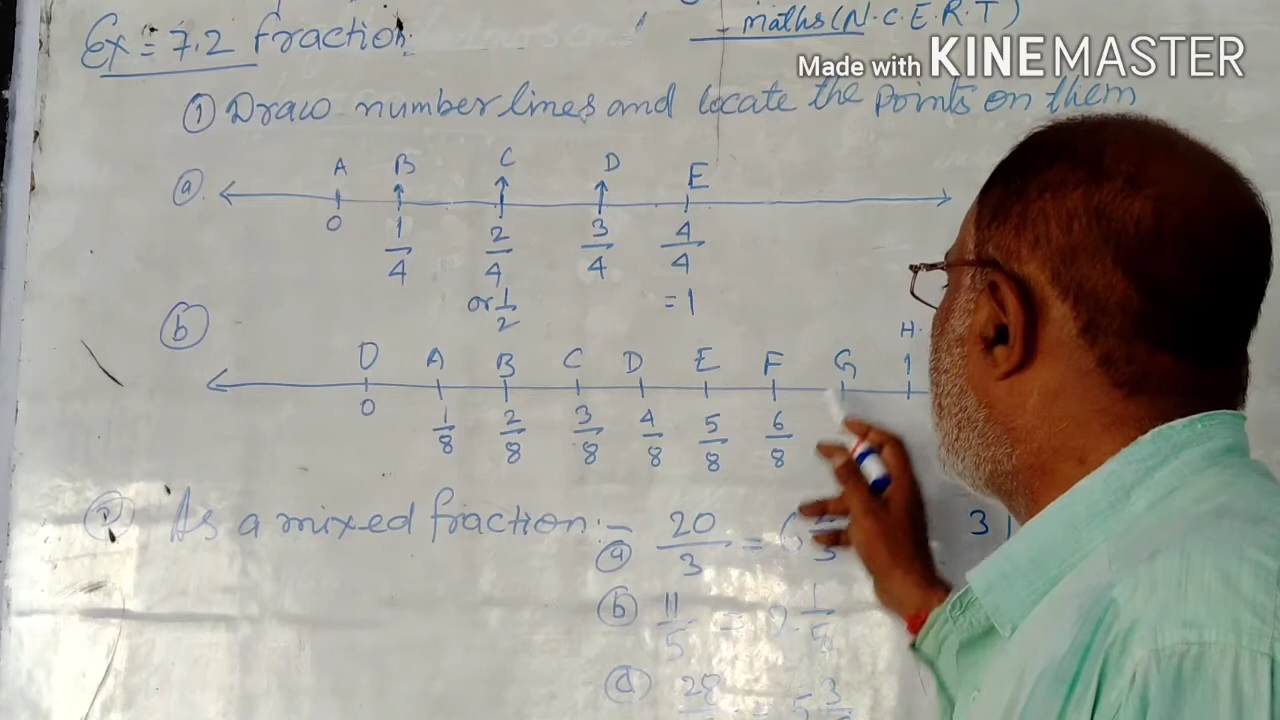 - maths (N.C.E.R.T)
Made with KINEMASTER
Ex = 7.2 fraction
① Draw number lines and locate the points on them
ⓐ A B C D E
0 1/4 2/4 3/4 4/4
or 1/2 = 1
ⓑ H
O A B C D E F G 1
0 1/8 2/8 3/8 4/8 5/8 6/8
② As a mixed fraction :-
ⓐ 20/3 = 6 3
ⓑ 11/5 = 2 1/5
28 = 5 3